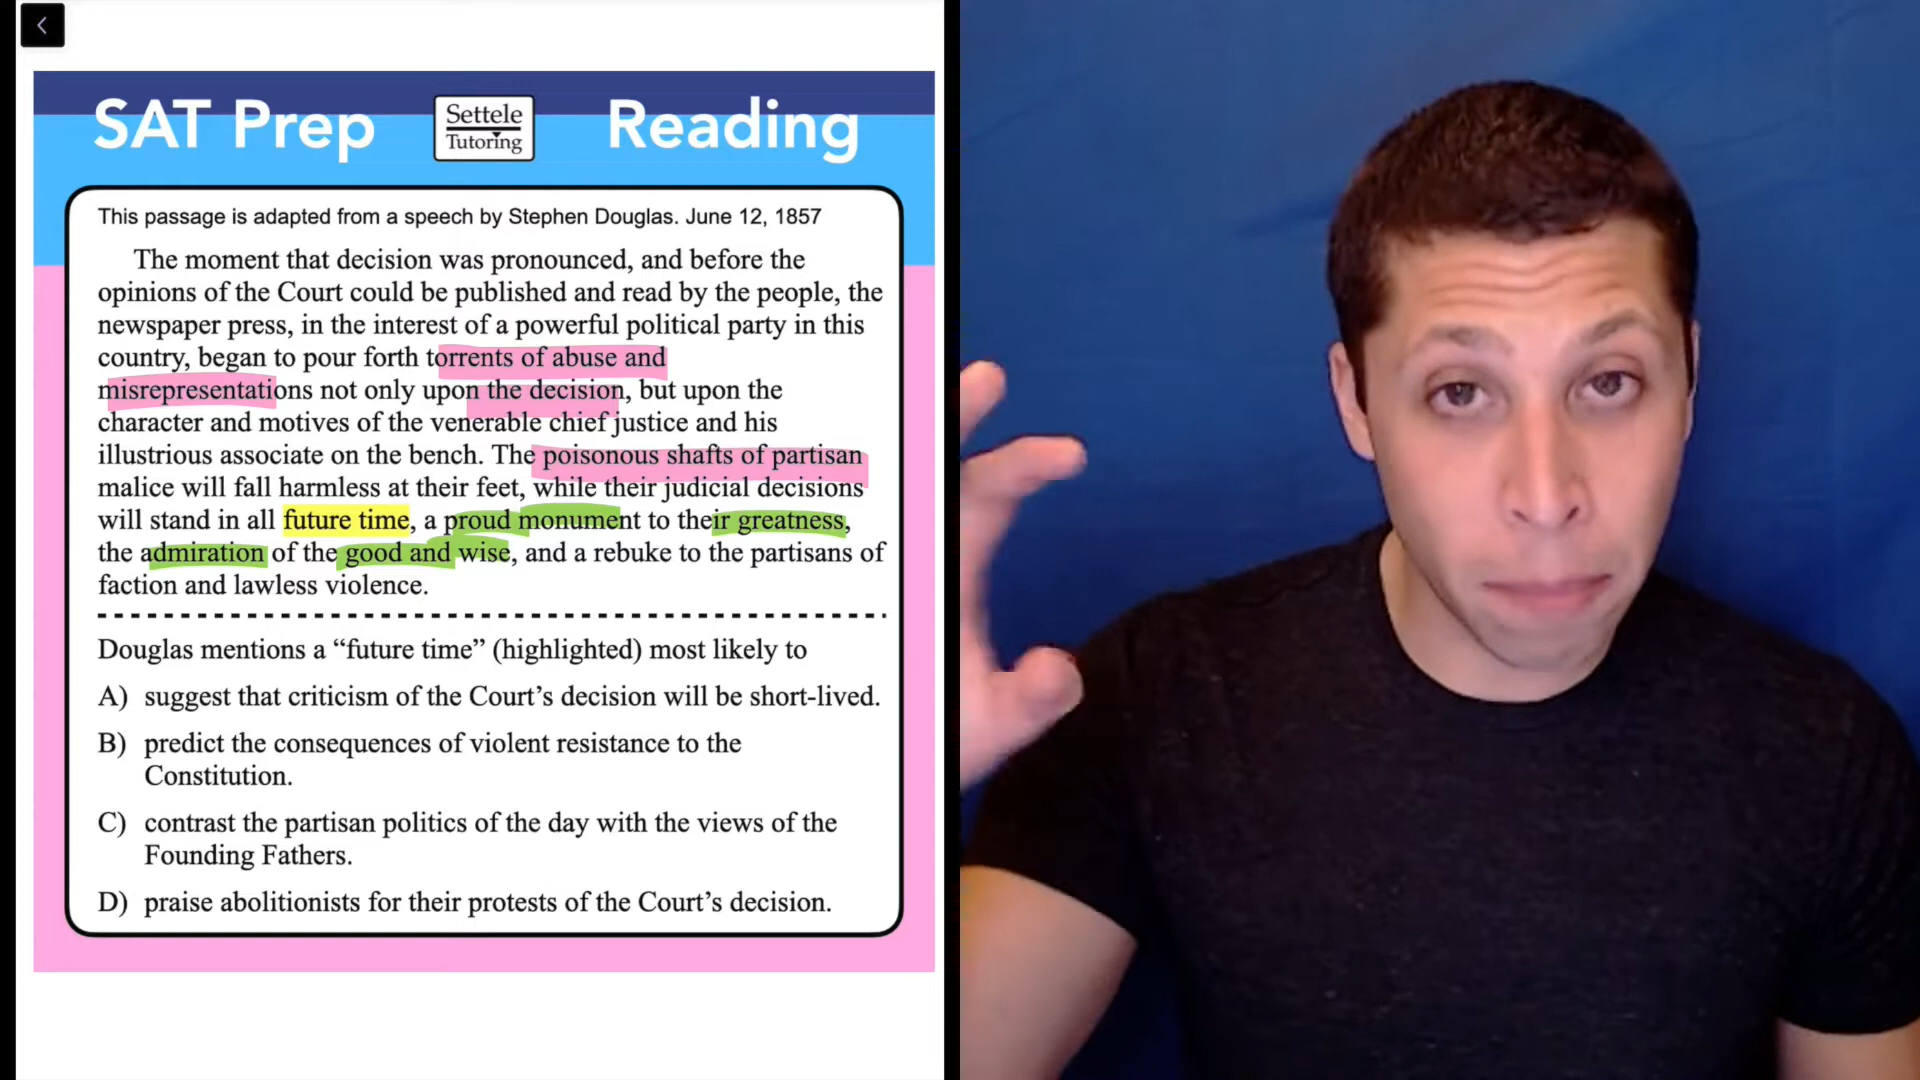 SAT Prep
Settele
Tutoring
Reading
This passage is adapted from a speech by Stephen Douglas. June 12, 1857
The moment that decision was pronounced, and before the
opinions of the Court could be published and read by the people, the
newspaper press, in the interest of a powerful political party in this
country, began to pour forth torrents of abuse and
misrepresentations not only upon the decision, but upon the
character and motives of the venerable chief justice and his
illustrious associate on the bench. The poisonous shafts of partisan
malice will fall harmless at their feet, while their judicial decisions
will stand in all future time, a proud monument to their greatness,
the admiration of the good and wise, and a rebuke to the partisans of
faction and lawless violence.
Douglas mentions a “future time” (highlighted) most likely to
A) suggest that criticism of the Court’s decision will be short-lived.
B) predict the consequences of violent resistance to the
Constitution.
C) contrast the partisan politics of the day with the views of the
Founding Fathers.
D) praise abolitionists for their protests of the Court’s decision.